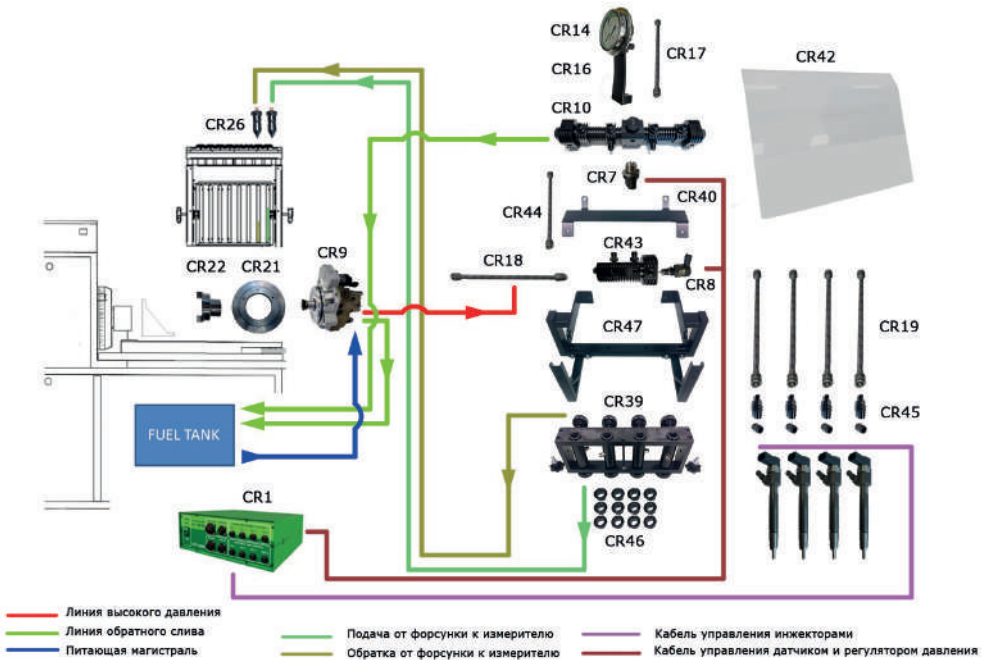 CR14
CR17
CR42
CR16
CR10
CR26
CR7
CR40
CR44
CR43
CR22
CR21
CR9
CR18
CR8
CR47
CR19
CR39
CR45
FUEL TANK
CR1
CR46
Линия высокого давления
Линия обратного слива
Питающая магистраль
Подача от форсунки к измерителю
Обратка от форсунки к измерителю
Кабель управления инжекторами
Кабель управления датчиком и регулятором давления